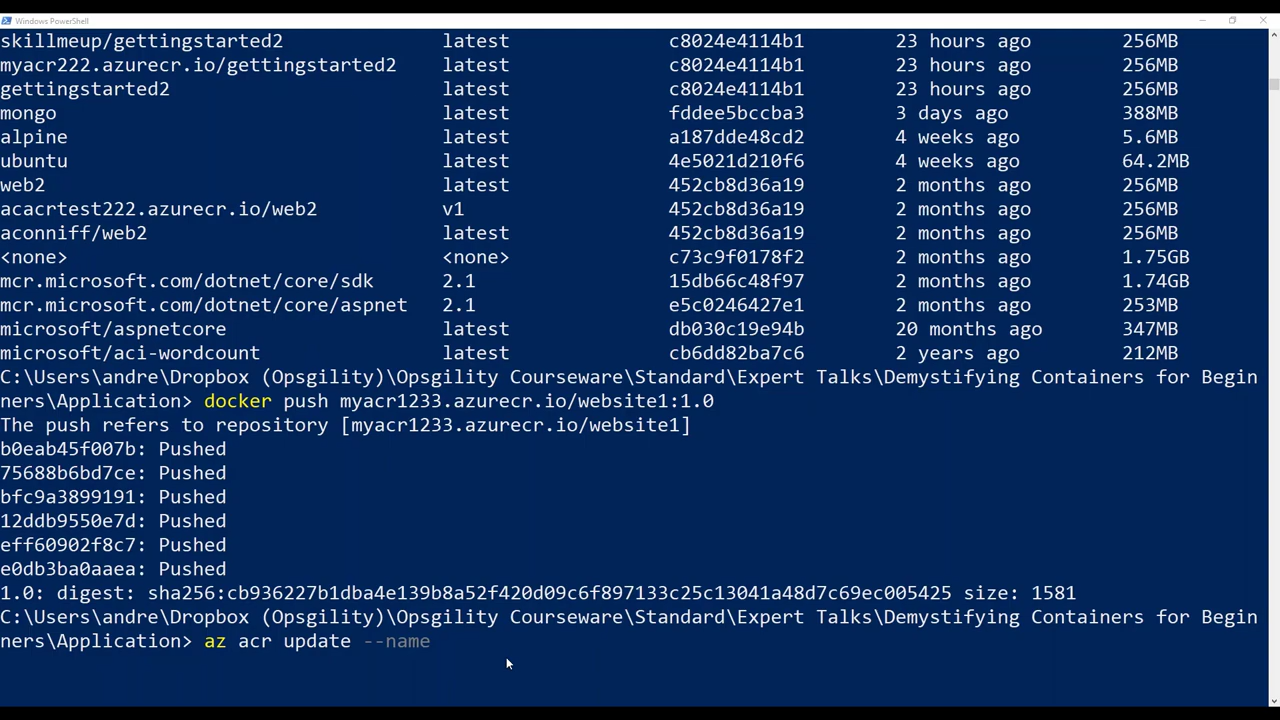 Windows PowerShell
skillmeup/gettingstarted2 latest c8024e4114b1 23 hours ago 256MB
myacr222.azurecr.io/gettingstarted2 latest c8024e4114b1 23 hours ago 256MB
gettingstarted2 latest c8024e4114b1 23 hours ago 256MB
mongo latest fddee5bccba3 3 days ago 388MB
alpine latest a187dde48cd2 4 weeks ago 5.6MB
ubuntu latest 4e5021d210f6 4 weeks ago 64.2MB
web2 latest 452cb8d36a19 2 months ago 256MB
acacrtest222.azurecr.io/web2 v1 452cb8d36a19 2 months ago 256MB
aconniff/web2 latest 452cb8d36a19 2 months ago 256MB
<none> <none> c73c9f0178f2 2 months ago 1.75GB
mcr.microsoft.com/dotnet/core/sdk 2.1 15db66c48f97 2 months ago 1.74GB
mcr.microsoft.com/dotnet/core/aspnet 2.1 e5c0246427e1 2 months ago 253MB
microsoft/aspnetcore latest db030c19e94b 20 months ago 347MB
microsoft/aci-wordcount latest cb6dd82ba7c6 2 years ago 212MB
C:\Users\andre\Dropbox (Opsgility)\Opsgility Courseware\Standard\Expert Talks\Demystifying Containers for Begin
ners\Application> docker push myacr1233.azurecr.io/website1:1.0
The push refers to repository [myacr1233.azurecr.io/website1]
b0eab45f007b: Pushed
75688b6bd7ce: Pushed
bfc9a3899191: Pushed
12ddb9550e7d: Pushed
eff60902f8c7: Pushed
e0db3ba0aaea: Pushed
1.0: digest: sha256:cb936227b1dba4e139b8a52f420d09c6f897133c25c13041a48d7c69ec005425 size: 1581
C:\Users\andre\Dropbox (Opsgility)\Opsgility Courseware\Standard\Expert Talks\Demystifying Containers for Begin
ners\Application> az acr update --name